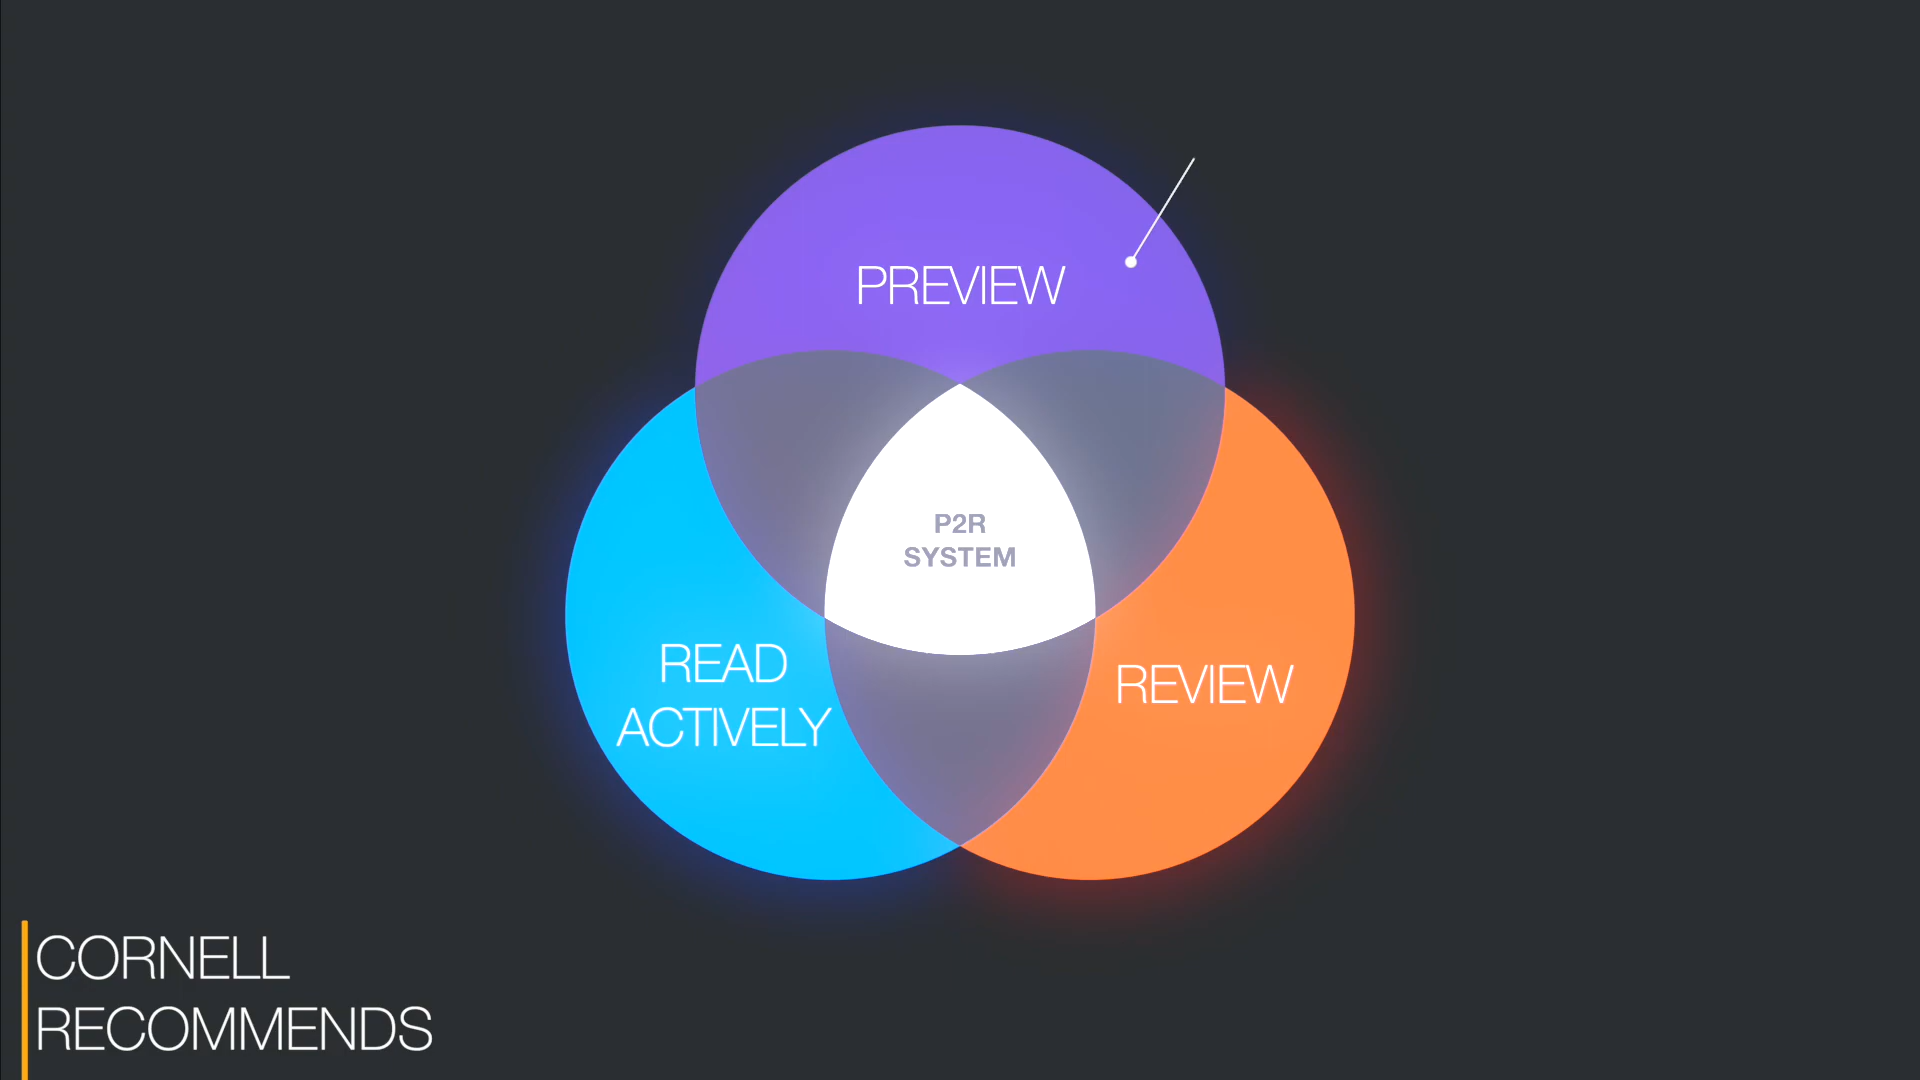 PREVIEW
P2R
SYSTEM
READ
ACTIVELY
REVIEW
CORNELL
RECOMMENDS